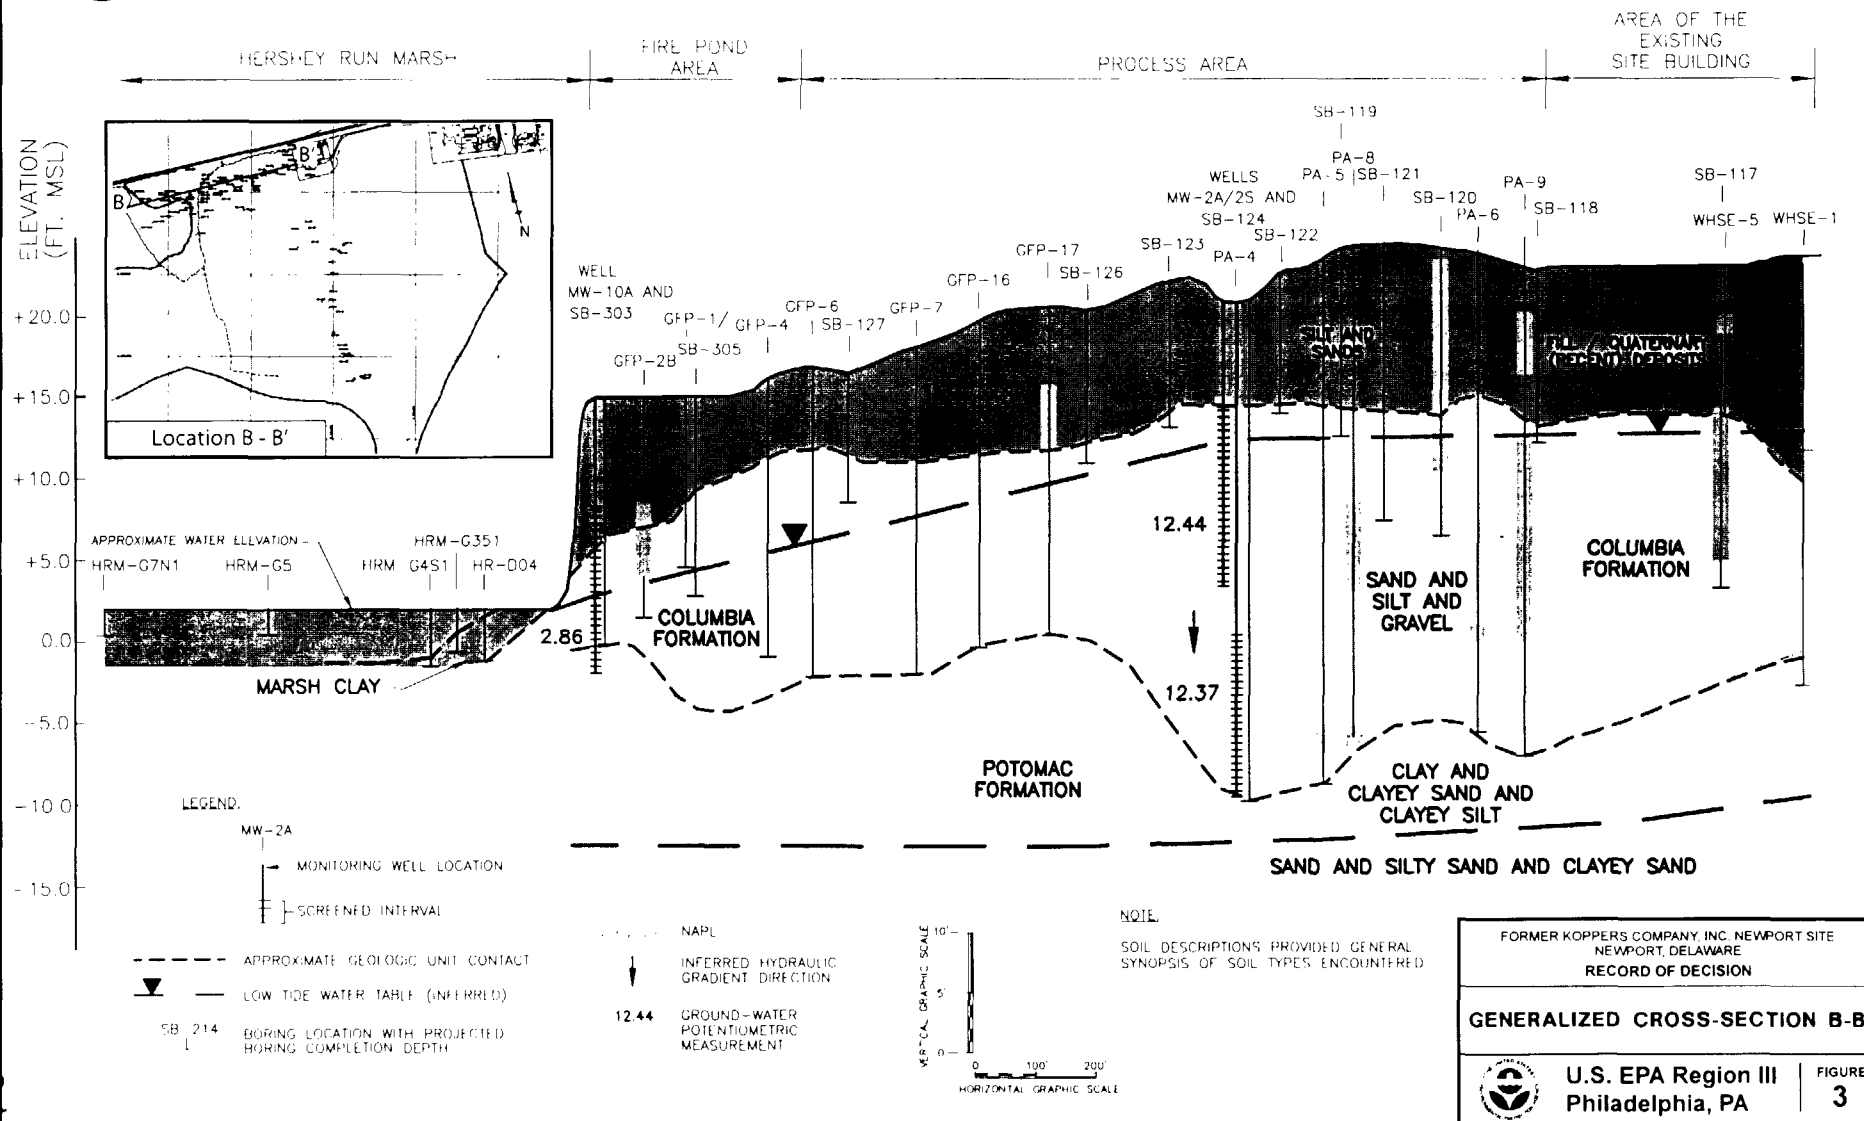 HERSHEY RUN MARSH
FIRE POND
AREA
PROCESS AREA
AREA OF THE
EXISTING
SITE BUILDING
ELEVATION
(FT. MSL)
+20.0
+15.0
+10.0
+5.0
0.0
-5.0
-10.0
-15.0
B
B'
N
Location B - B'
WELL
MW-10A AND
SB-303
GFP-2B
GFP-1/
SB-305
GFP-4
GFP-6
SB-127
GFP-7
GFP-16
GFP-17
SB-126
SB-123
WELLS
MW-2A/2S AND
SB-124
PA-4
SB-122
SB-119
PA-8
PA-5
SB-121
SB-120
PA-6
PA-9
SB-118
SB-117
WHSE-5
WHSE-1
SILT AND
SANDS
FILL / QUATERNARY
(RECENT) DEPOSITS
APPROXIMATE WATER ELEVATION
HRM-G7N1
HRM-G5
HRM G4S1
HRM-G351
HR-D04
MARSH CLAY
2.86
COLUMBIA
FORMATION
12.44
12.37
SAND AND
SILT AND
GRAVEL
COLUMBIA
FORMATION
POTOMAC
FORMATION
CLAY AND
CLAYEY SAND AND
CLAYEY SILT
SAND AND SILTY SAND AND CLAYEY SAND
LEGEND.
MW-2A
MONITORING WELL LOCATION
SCREENED INTERVAL
APPROXIMATE GEOLOGIC UNIT CONTACT
LOW TIDE WATER TABLE (INFERRED)
SB 214
BORING LOCATION WITH PROJECTED
BORING COMPLETION DEPTH
NAPL
INFERRED HYDRAULIC
GRADIENT DIRECTION
12.44
GROUND-WATER
POTENTIOMETRIC
MEASUREMENT
VERTICAL GRAPHIC SCALE
10'
5'
0
0
100'
200'
HORIZONTAL GRAPHIC SCALE
NOTE.
SOIL DESCRIPTIONS PROVIDED GENERAL
SYNOPSIS OF SOIL TYPES ENCOUNTERED
FORMER KOPPERS COMPANY, INC. NEWPORT SITE
NEWPORT, DELAWARE
RECORD OF DECISION
GENERALIZED CROSS-SECTION B-B
U.S. EPA Region III
Philadelphia, PA
FIGURE
3